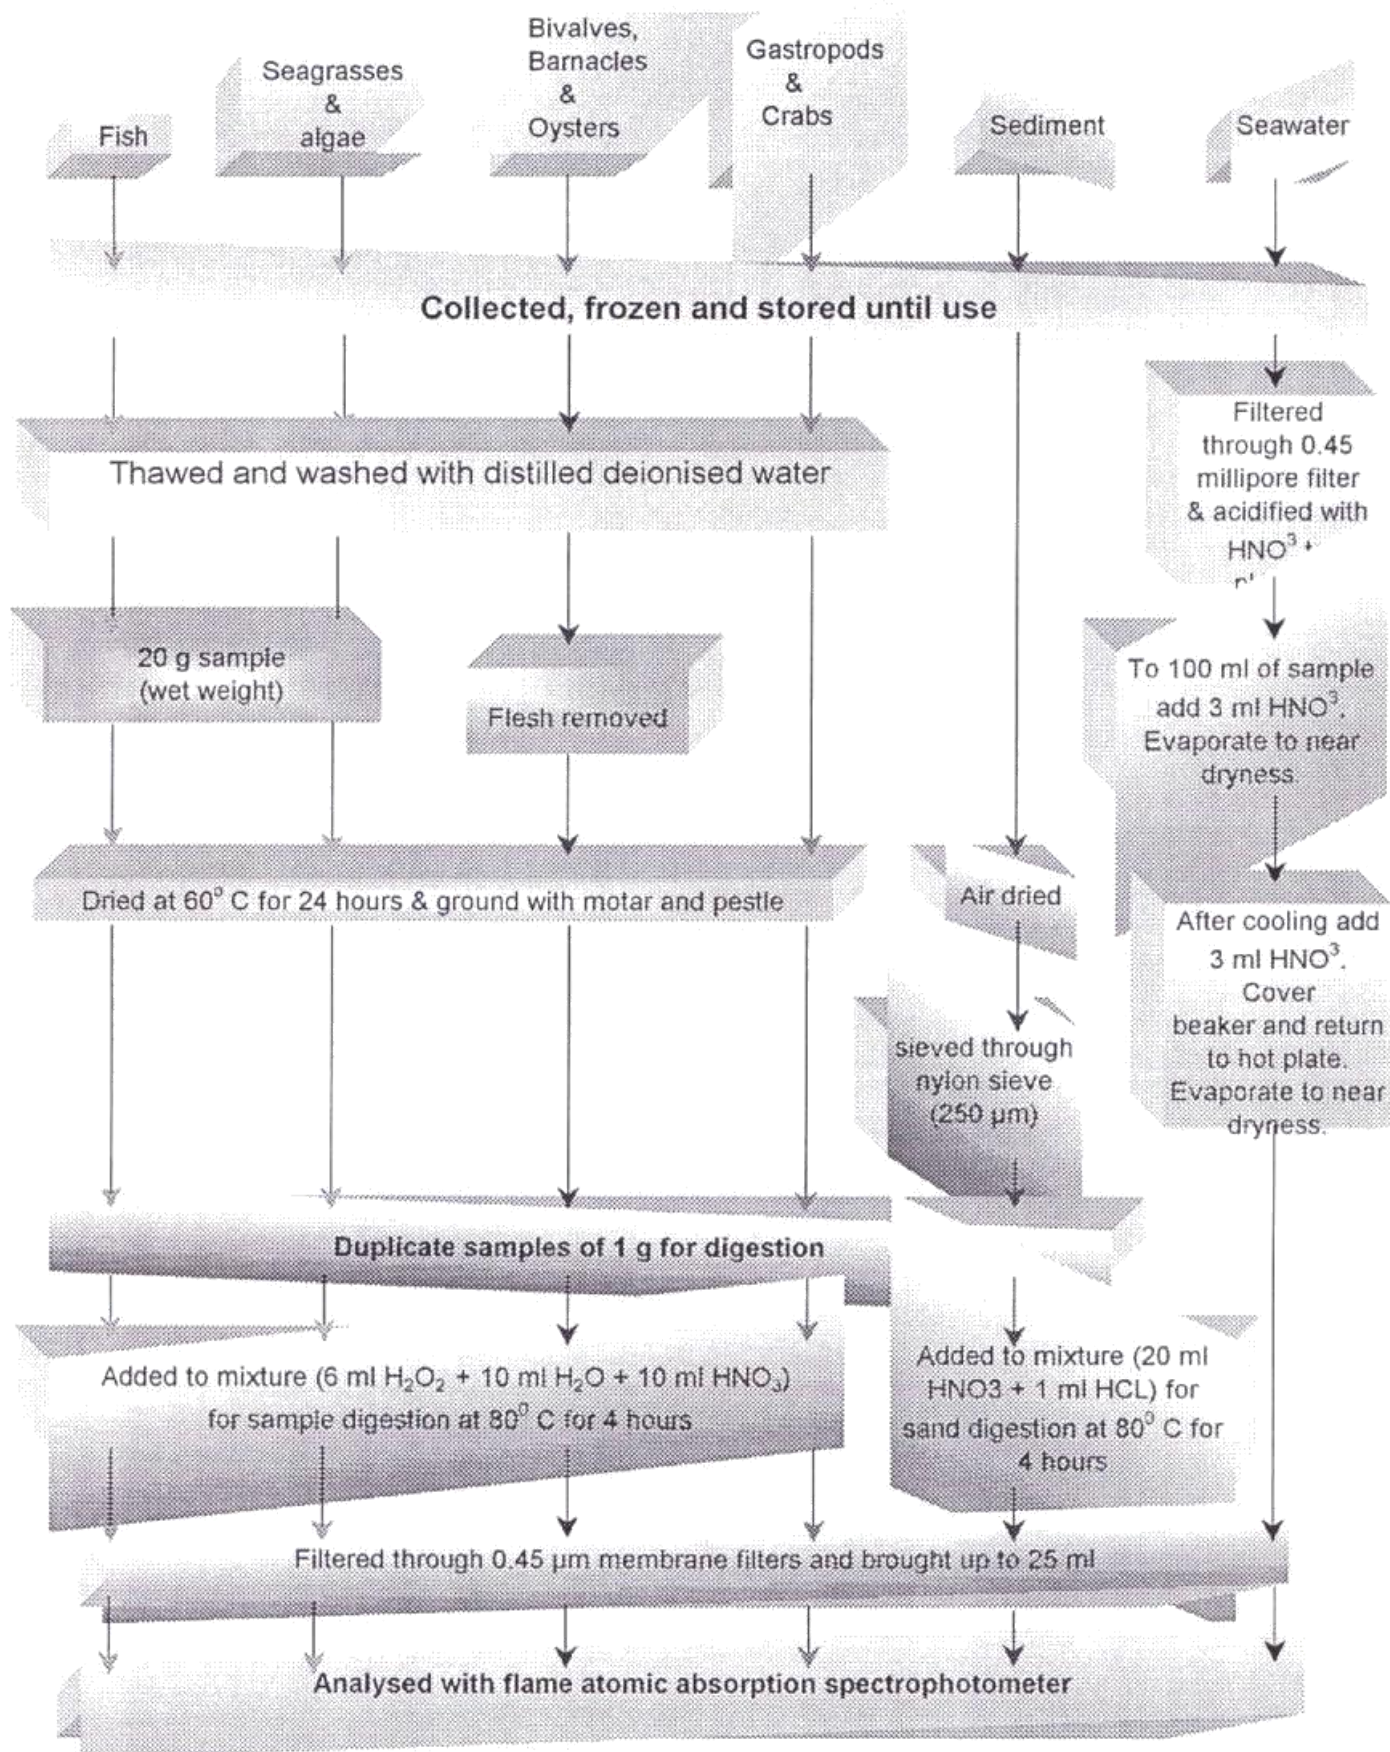 Fish
Seagrasses
&
algae
Bivalves,
Barnacles
&
Oysters
Gastropods
&
Crabs
Sediment
Seawater
Collected, frozen and stored until use
Thawed and washed with distilled deionised water
Filtered
through 0.45
millipore filter
& acidified with
HNO³
20 g sample
(wet weight)
Flesh removed
To 100 ml of sample
add 3 ml HNO³.
Evaporate to near
dryness.
Dried at 60⁰ C for 24 hours & ground with motar and pestle
Air dried
After cooling add
3 ml HNO³.
Cover
beaker and return
to hot plate.
Evaporate to near
dryness.
sieved through
nylon sieve
(250 µm)
Duplicate samples of 1 g for digestion
Added to mixture (6 ml H₂O₂ + 10 ml H₂O + 10 ml HNO₃)
for sample digestion at 80⁰ C for 4 hours
Added to mixture (20 ml
HNO3 + 1 ml HCL) for
sand digestion at 80⁰ C for
4 hours
Filtered through 0.45 µm membrane filters and brought up to 25 ml
Analysed with flame atomic absorption spectrophotometer